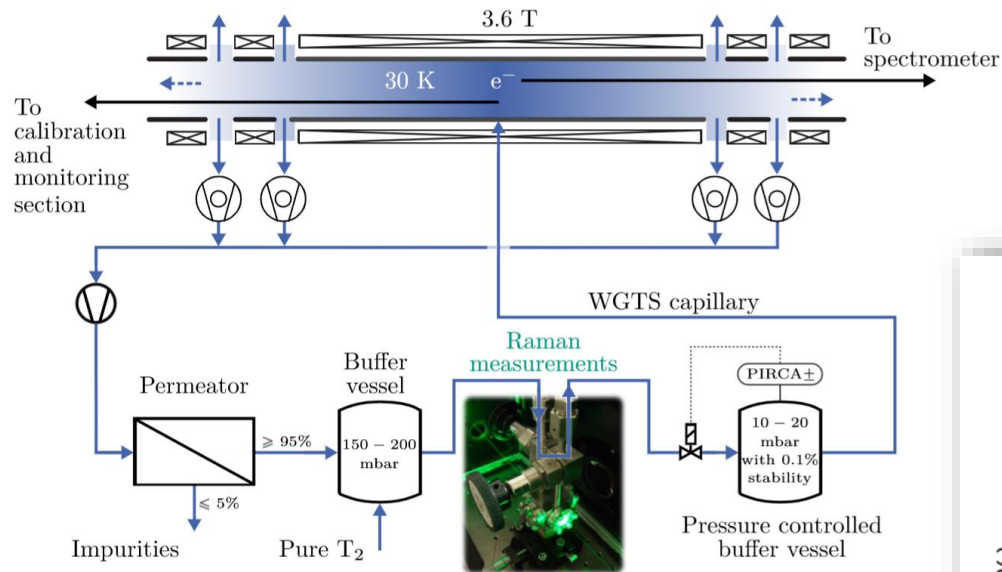 3.6 T
To
spectrometer
30 K
e⁻
To
calibration
and
monitoring
section
WGTS capillary
Raman
measurements
Buffer
vessel
Permeator
PIRCA±
⩾ 95%
150 – 200
mbar
10 – 20
mbar
with 0.1%
stability
⩽ 5%
Impurities
Pure T₂
Pressure controlled
buffer vessel